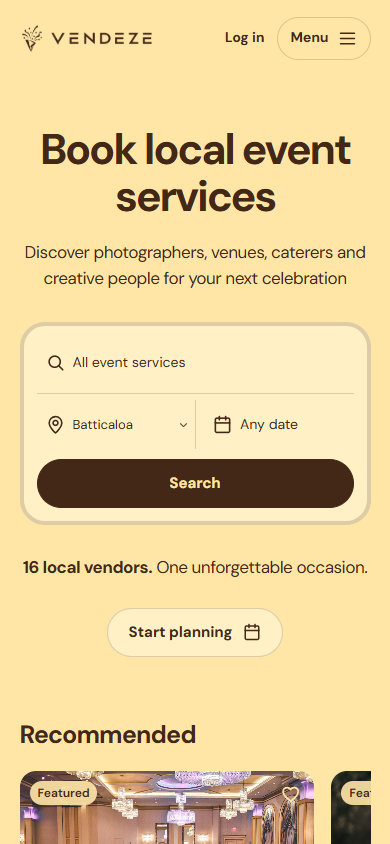 VENDEZE
Log in
Menu
Book local event
services
Discover photographers, venues, caterers and
creative people for your next celebration
All event services
Batticaloa
Any date
Search
16 local vendors. One unforgettable occasion.
Start planning
Recommended
Featured
Feat